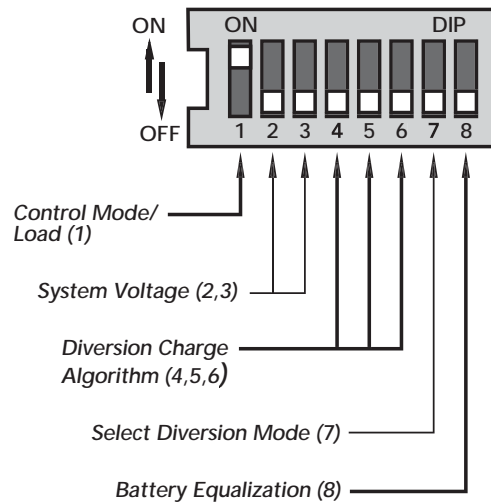 ON
ON DIP
OFF
1 2 3 4 5 6 7 8
Control Mode/
Load (1)
System Voltage (2,3)
Diversion Charge
Algorithm (4,5,6)
Select Diversion Mode (7)
Battery Equalization (8)